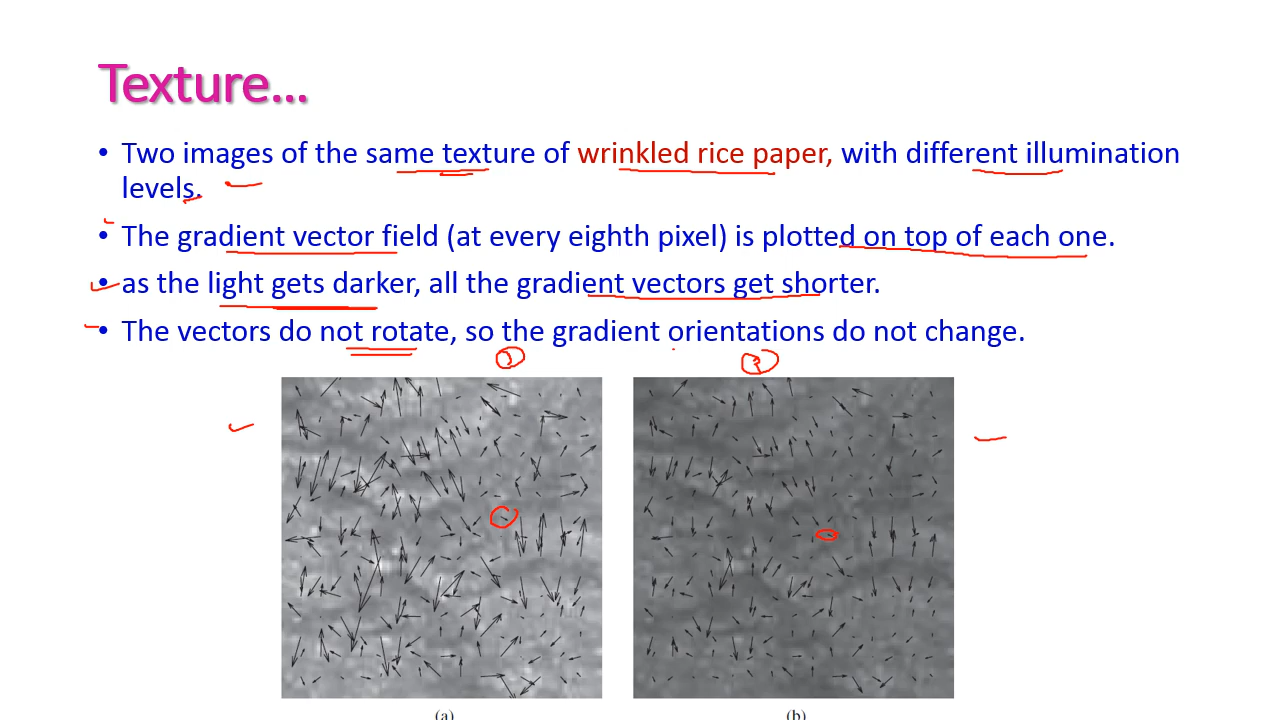 Texture...
• Two images of the same texture of wrinkled rice paper, with different illumination
levels.
• The gradient vector field (at every eighth pixel) is plotted on top of each one.
• as the light gets darker, all the gradient vectors get shorter.
• The vectors do not rotate, so the gradient orientations do not change.
1 2
(a) (b)